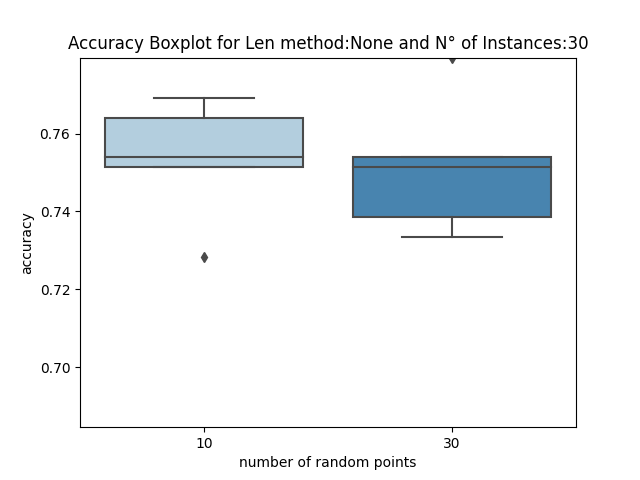 Accuracy Boxplot for Len method:None and N° of Instances:30
0.76
0.74
0.72
0.70
accuracy
10
30
number of random points